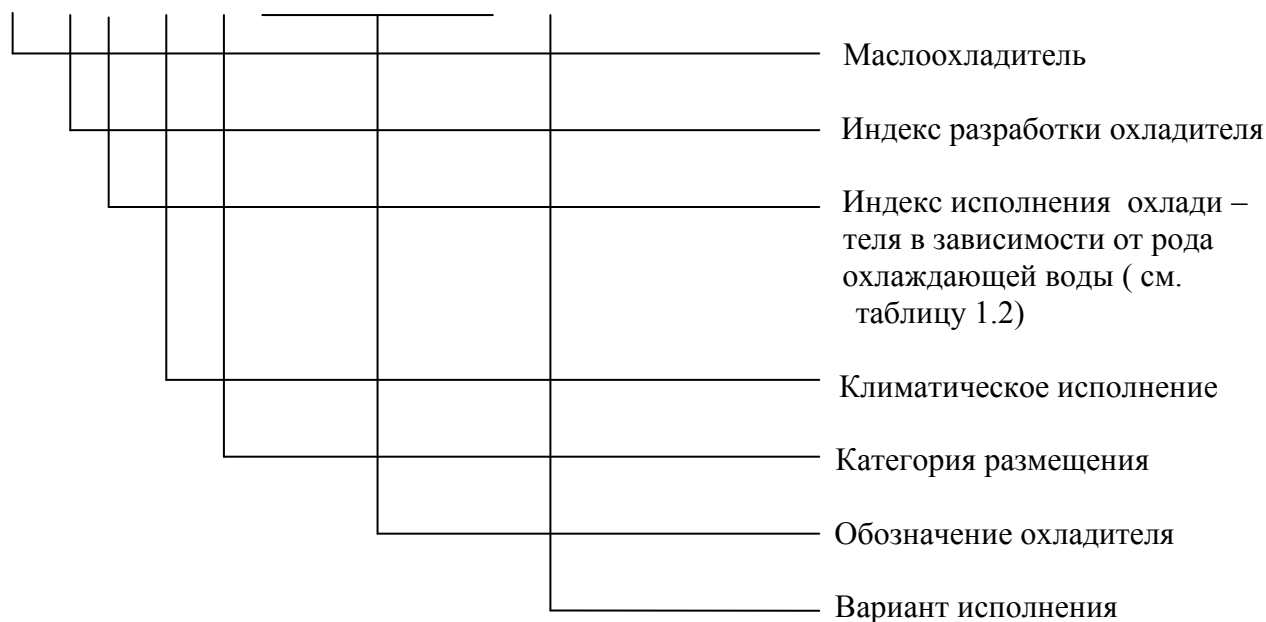 Маслоохладитель
Индекс разработки охладителя
Индекс исполнения охлади –
теля в зависимости от рода
охлаждающей воды ( см.
таблицу 1.2)
Климатическое исполнение
Категория размещения
Обозначение охладителя
Вариант исполнения